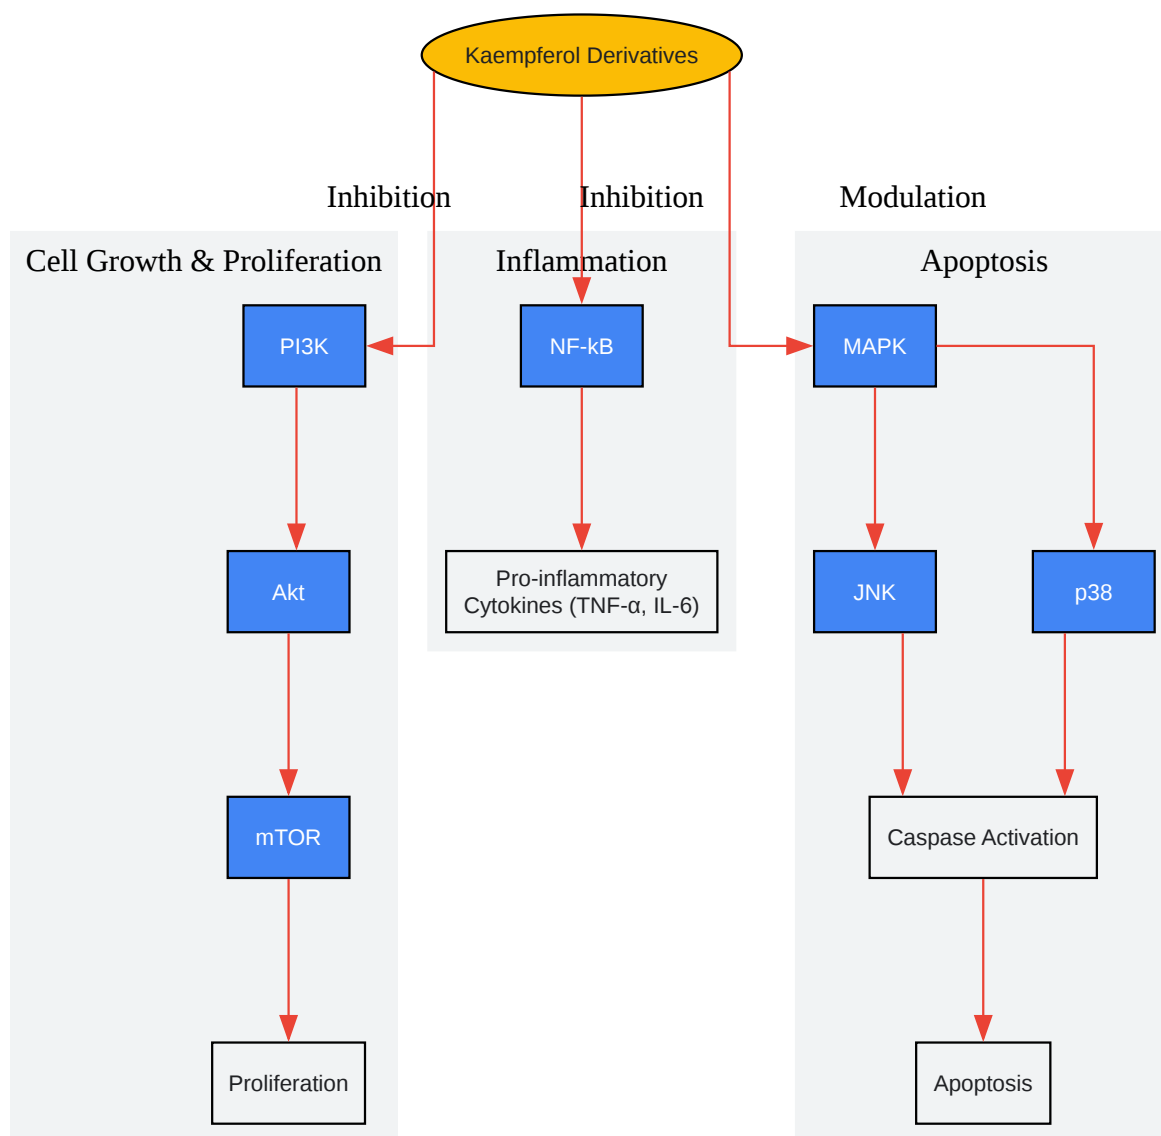 Kaempferol Derivatives
Inhibition
Inhibition
Modulation
Cell Growth & Proliferation
Inflammation
Apoptosis
PI3K
NF-kB
MAPK
Akt
Pro-inflammatory
Cytokines (TNF-α, IL-6)
JNK
p38
mTOR
Caspase Activation
Proliferation
Apoptosis